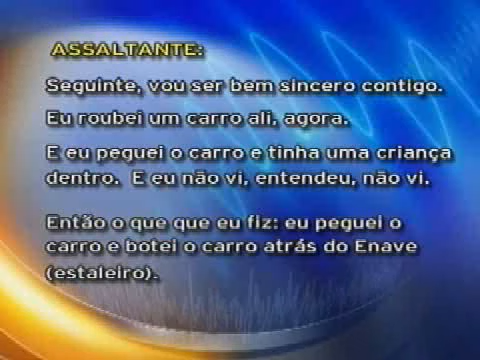 ASSALTANTE:
Seguinte, vou ser bem sincero contigo.
Eu roubei um carro ali, agora.
E eu peguei o carro e tinha uma criança
dentro. E eu não vi, entendeu, não vi.
Então o que que eu fiz: eu peguei o
carro e botei o carro atrás do Enave
(estaleiro).